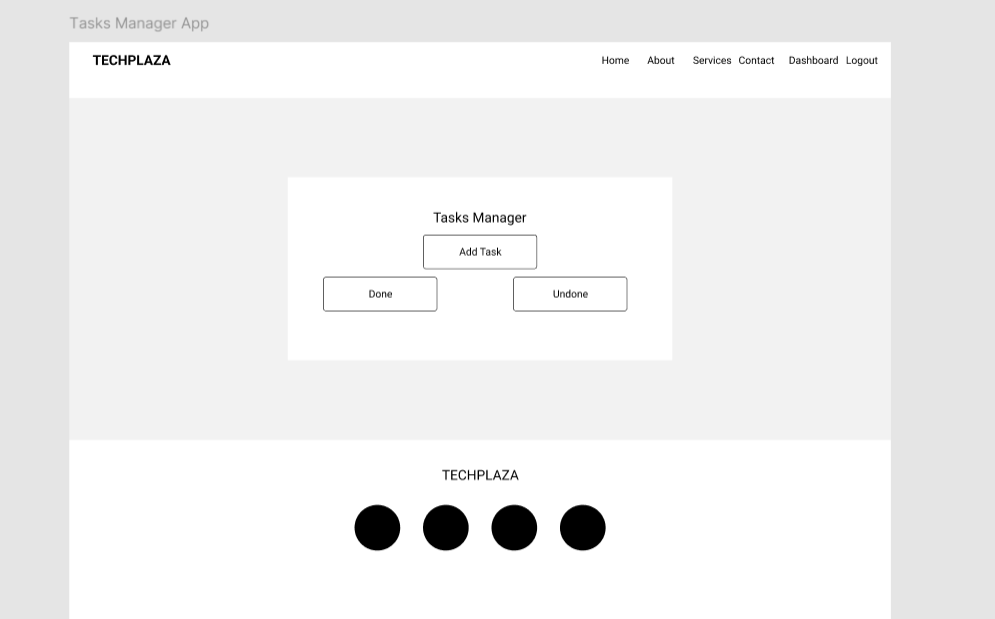 Tasks Manager App
TECHPLAZA
Home About Services Contact Dashboard Logout
Tasks Manager
Add Task
Done Undone
TECHPLAZA